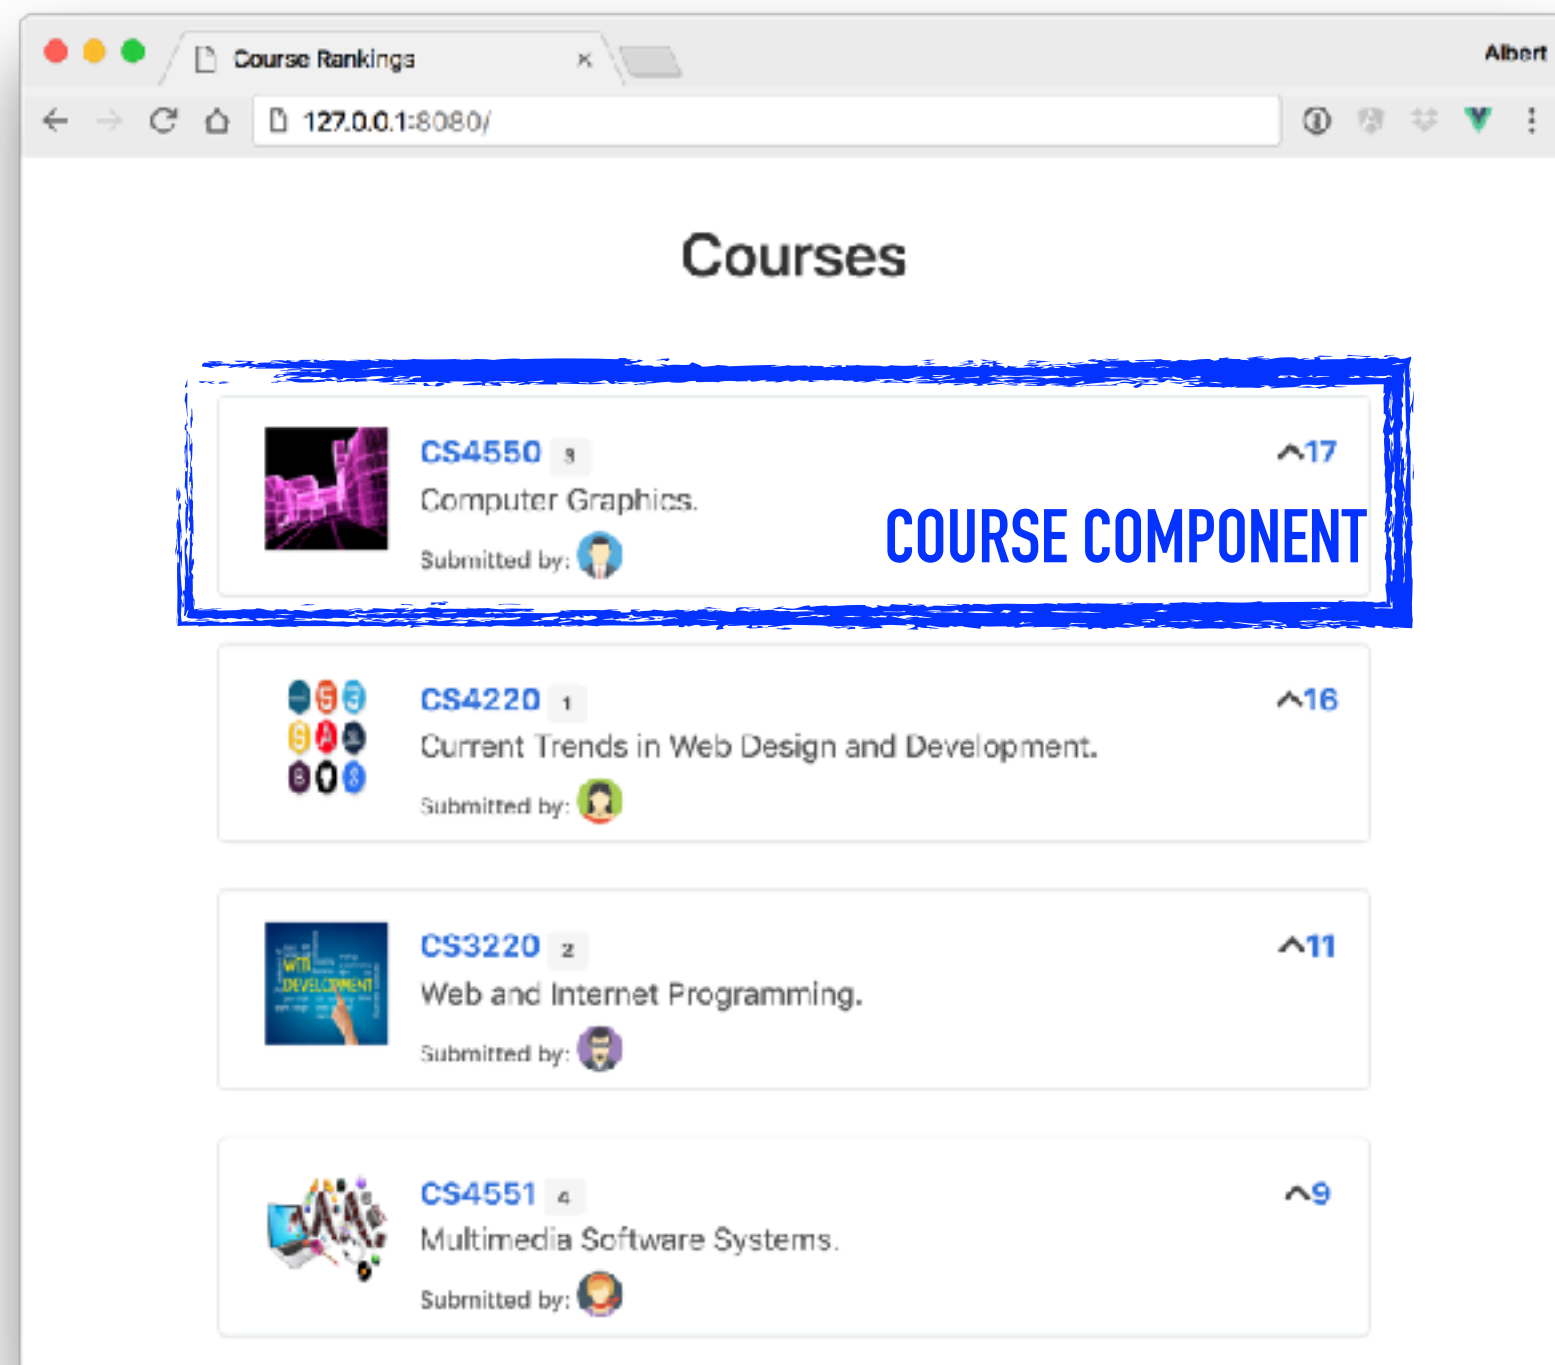 Course Rankings
Albert
127.0.0.1:8080/
Courses
CS4550 3
17
Computer Graphics.
Submitted by:
COURSE COMPONENT
CS4220 1
16
Current Trends in Web Design and Development.
Submitted by:
CS3220 2
11
DEVELOPMENT
Web and Internet Programming.
Submitted by:
CS4551 4
9
Multimedia Software Systems.
Submitted by: